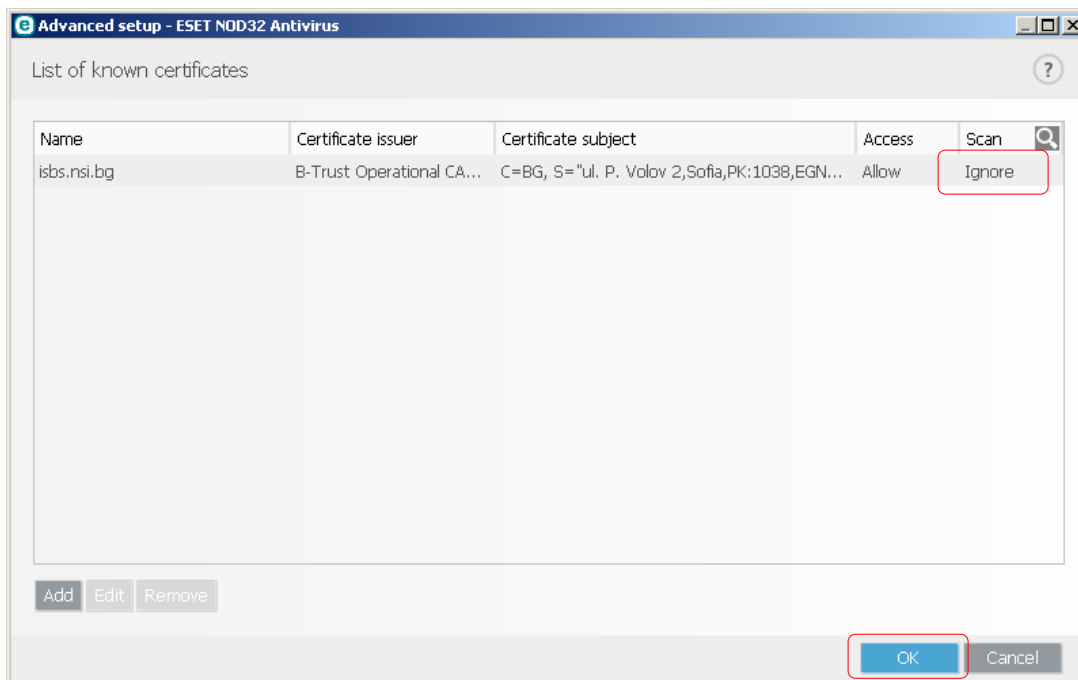 Advanced setup - ESET NOD32 Antivirus
List of known certificates ?
Name Certificate issuer Certificate subject Access Scan
isbs.nsi.bg B-Trust Operational CA... C=BG, S="ul. P. Volov 2,Sofia,PK:1038,EGN... Allow Ignore
Add Edit Remove
OK Cancel